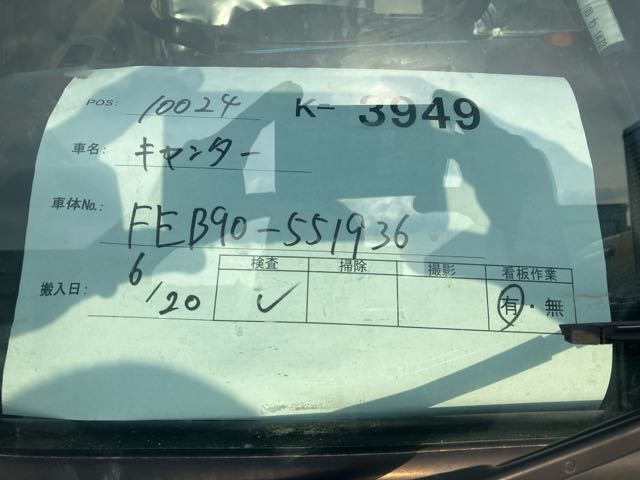 POS: 10024 K- 3949
車名: キャンター
車体No.: FEB90-551936
搬入日: 6/20
検査 掃除 撮影 看板作業
✓ 有・無